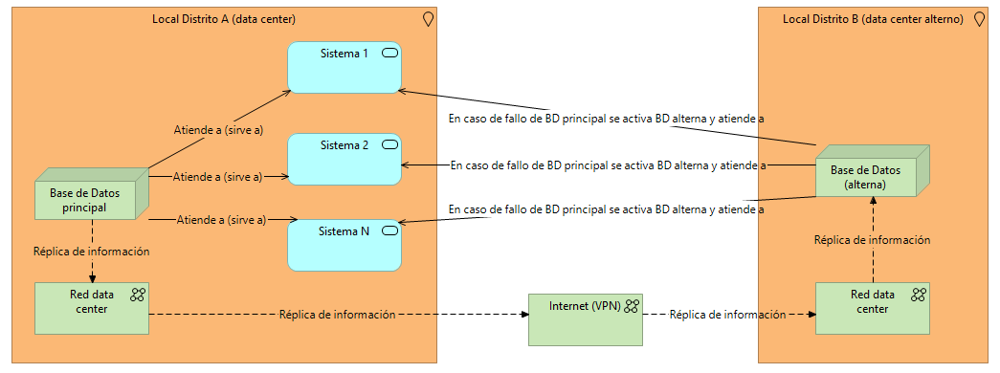 Local Distrito A (data center)
Local Distrito B (data center alterno)
Sistema 1
En caso de fallo de BD principal se activa BD alterna y atiende a
Atiende a (sirve a)
Sistema 2
En caso de fallo de BD principal se activa BD alterna y atiende a
Atiende a (sirve a)
Base de Datos
(alterna)
Base de Datos
principal
En caso de fallo de BD principal se activa BD alterna y atiende a
Atiende a (sirve a)
Sistema N
Réplica de información
Réplica de información
Red data
center
Réplica de información
Internet (VPN)
Réplica de información
Red data
center